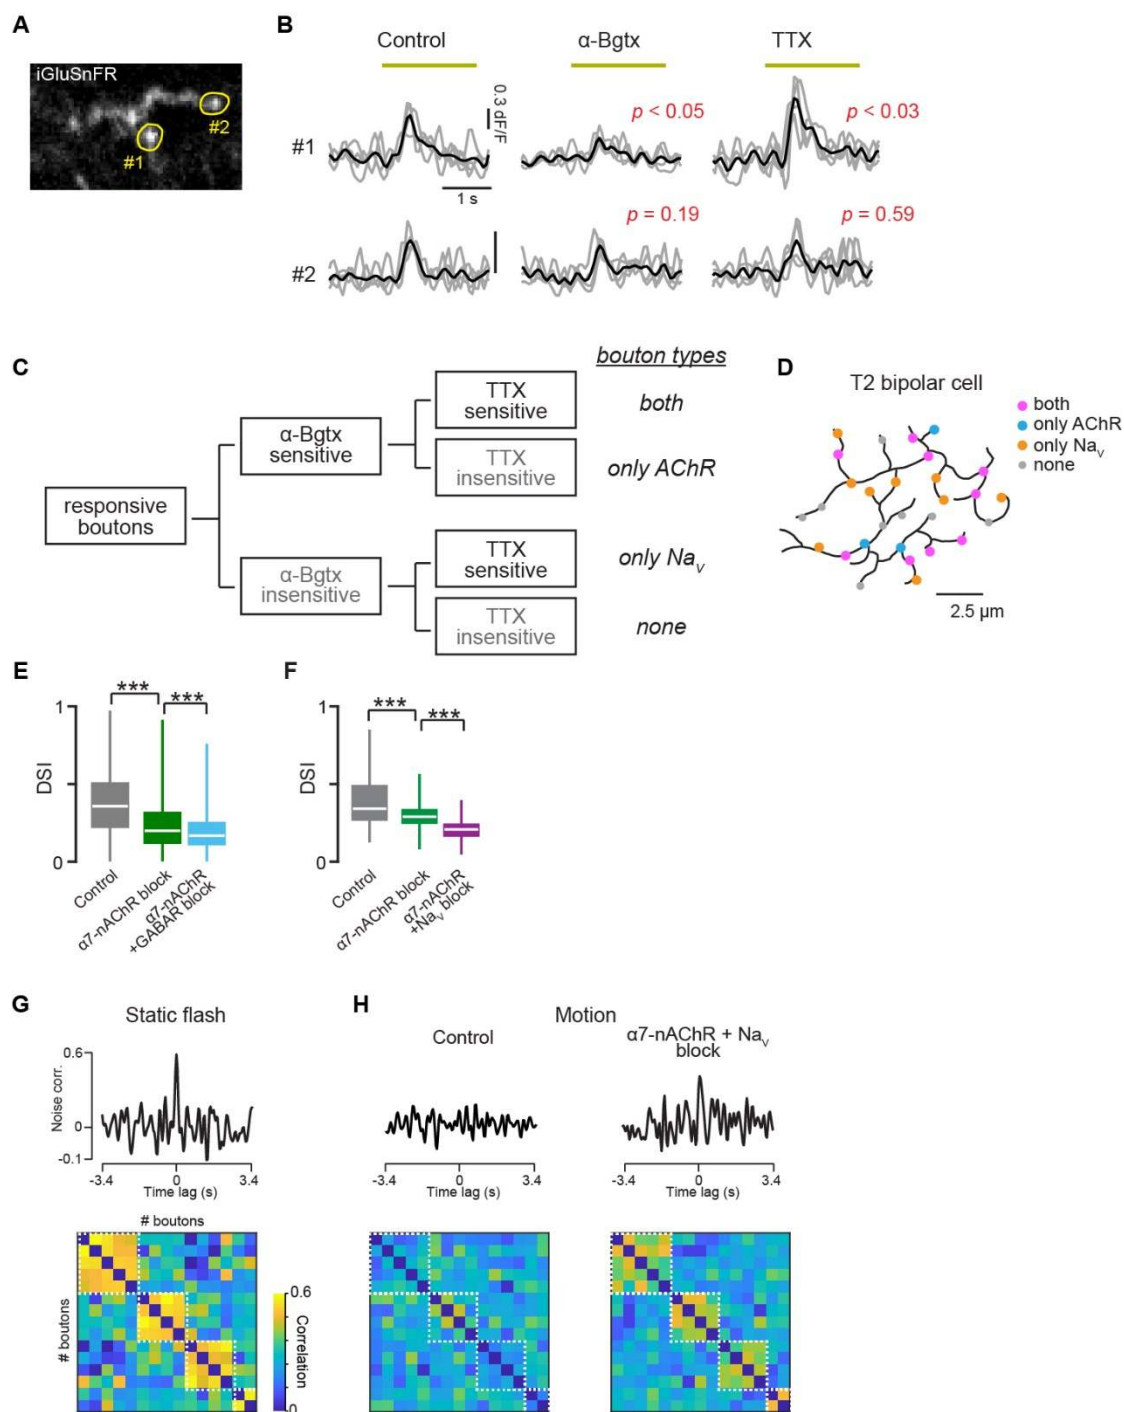 A
iGluSnFR
#1
#2
B
Control
α-Bgtx
TTX
#1
0.3 dF/F
p < 0.05
p < 0.03
1 s
#2
p = 0.19
p = 0.59
C
bouton types
responsive
boutons
α-Bgtx
sensitive
α-Bgtx
insensitive
TTX
sensitive
both
TTX
insensitive
only AChR
TTX
sensitive
only Nav
TTX
insensitive
none
D
T2 bipolar cell
both
only AChR
only Nav
none
2.5 µm
E
***
***
1
DSI
0
Control
α7-nAChR block
α7-nAChR
+GABAR block
F
***
***
1
DSI
0
Control
α7-nAChR block
α7-nAChR
+Nav block
G
Static flash
0.6
Noise corr.
0
-0.1
-3.4
0
3.4
Time lag (s)
# boutons
# boutons
0.6
Correlation
0
H
Motion
Control
-3.4
0
3.4
Time lag (s)
α7-nAChR + Nav
block
-3.4
0
3.4
Time lag (s)